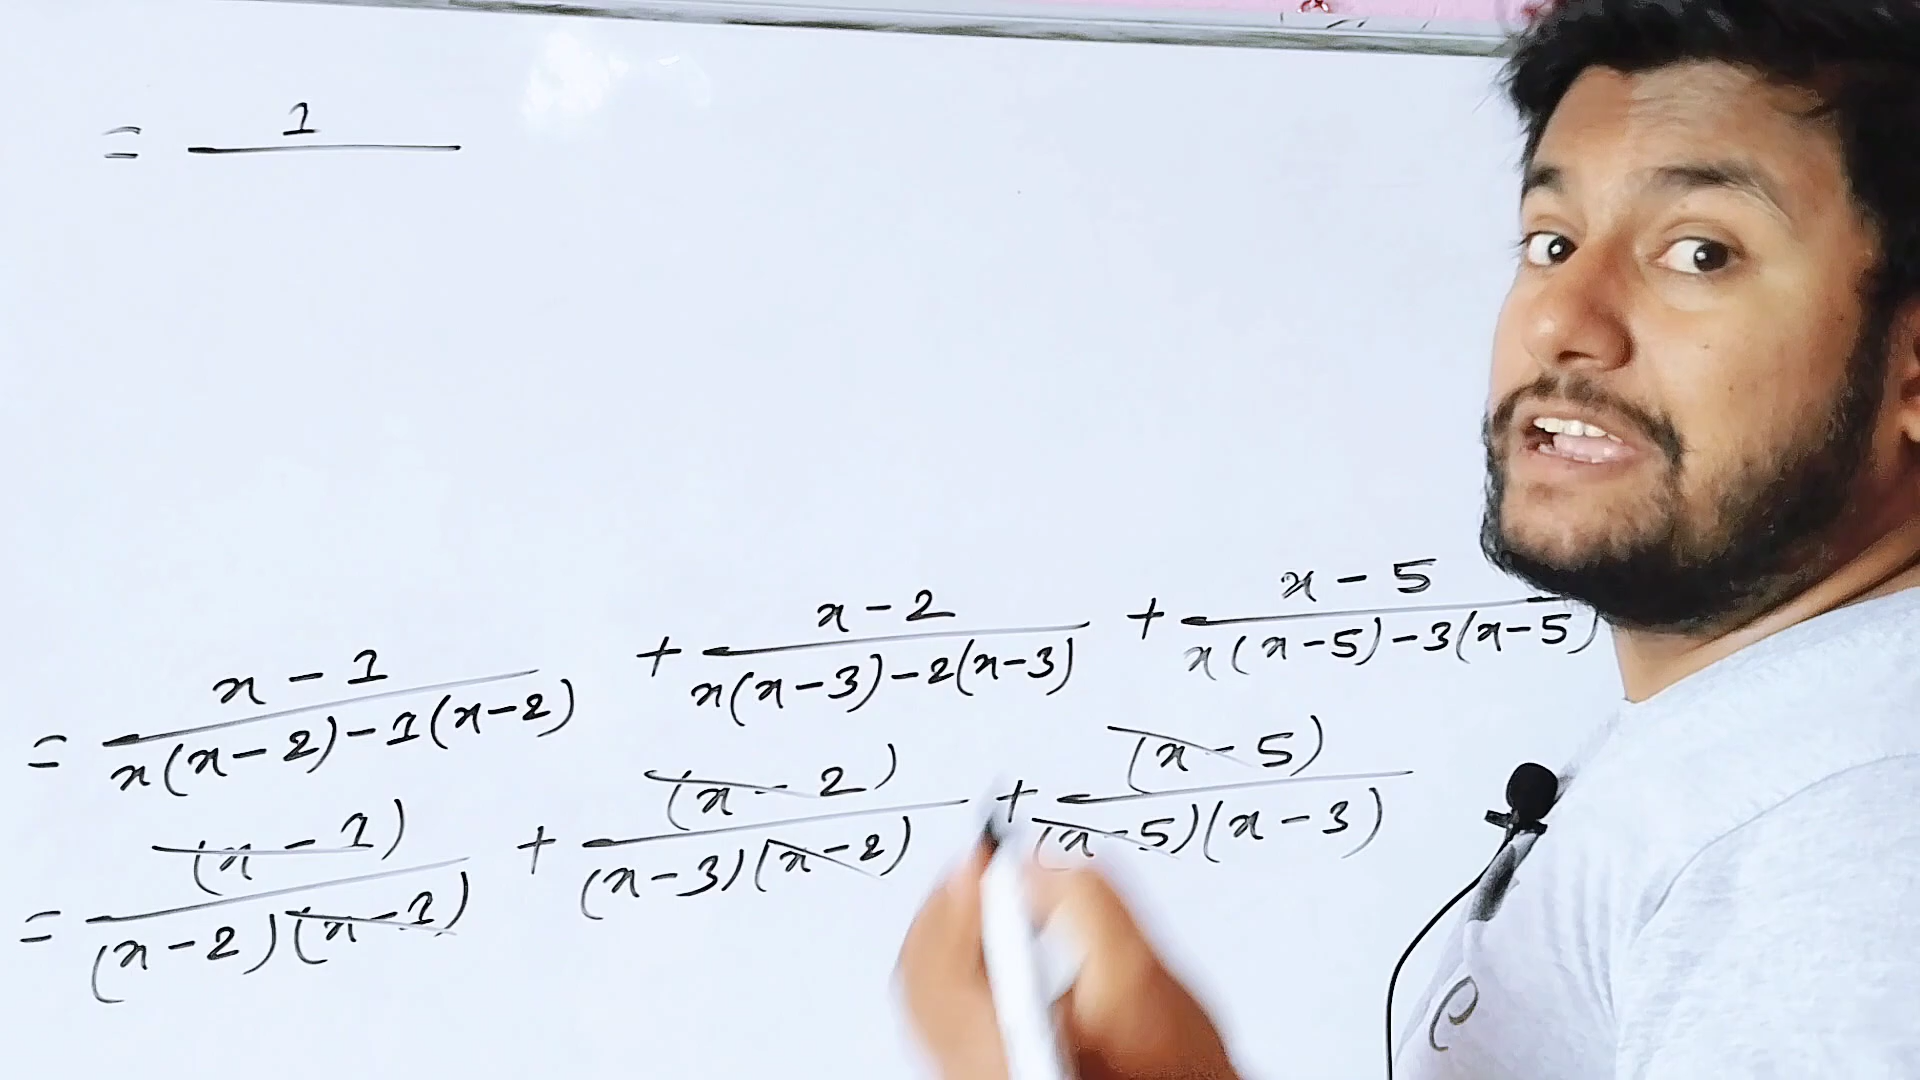 = 1/
= (x - 1)/(x(x-2)-1(x-2)) + (x-2)/(x(x-3)-2(x-3)) + (x-5)/(x(x-5)-3(x-5))
= (x-1)/((x-2)(x-1)) + (x-2)/((x-3)(x-2)) + (x-5)/((x-5)(x-3))